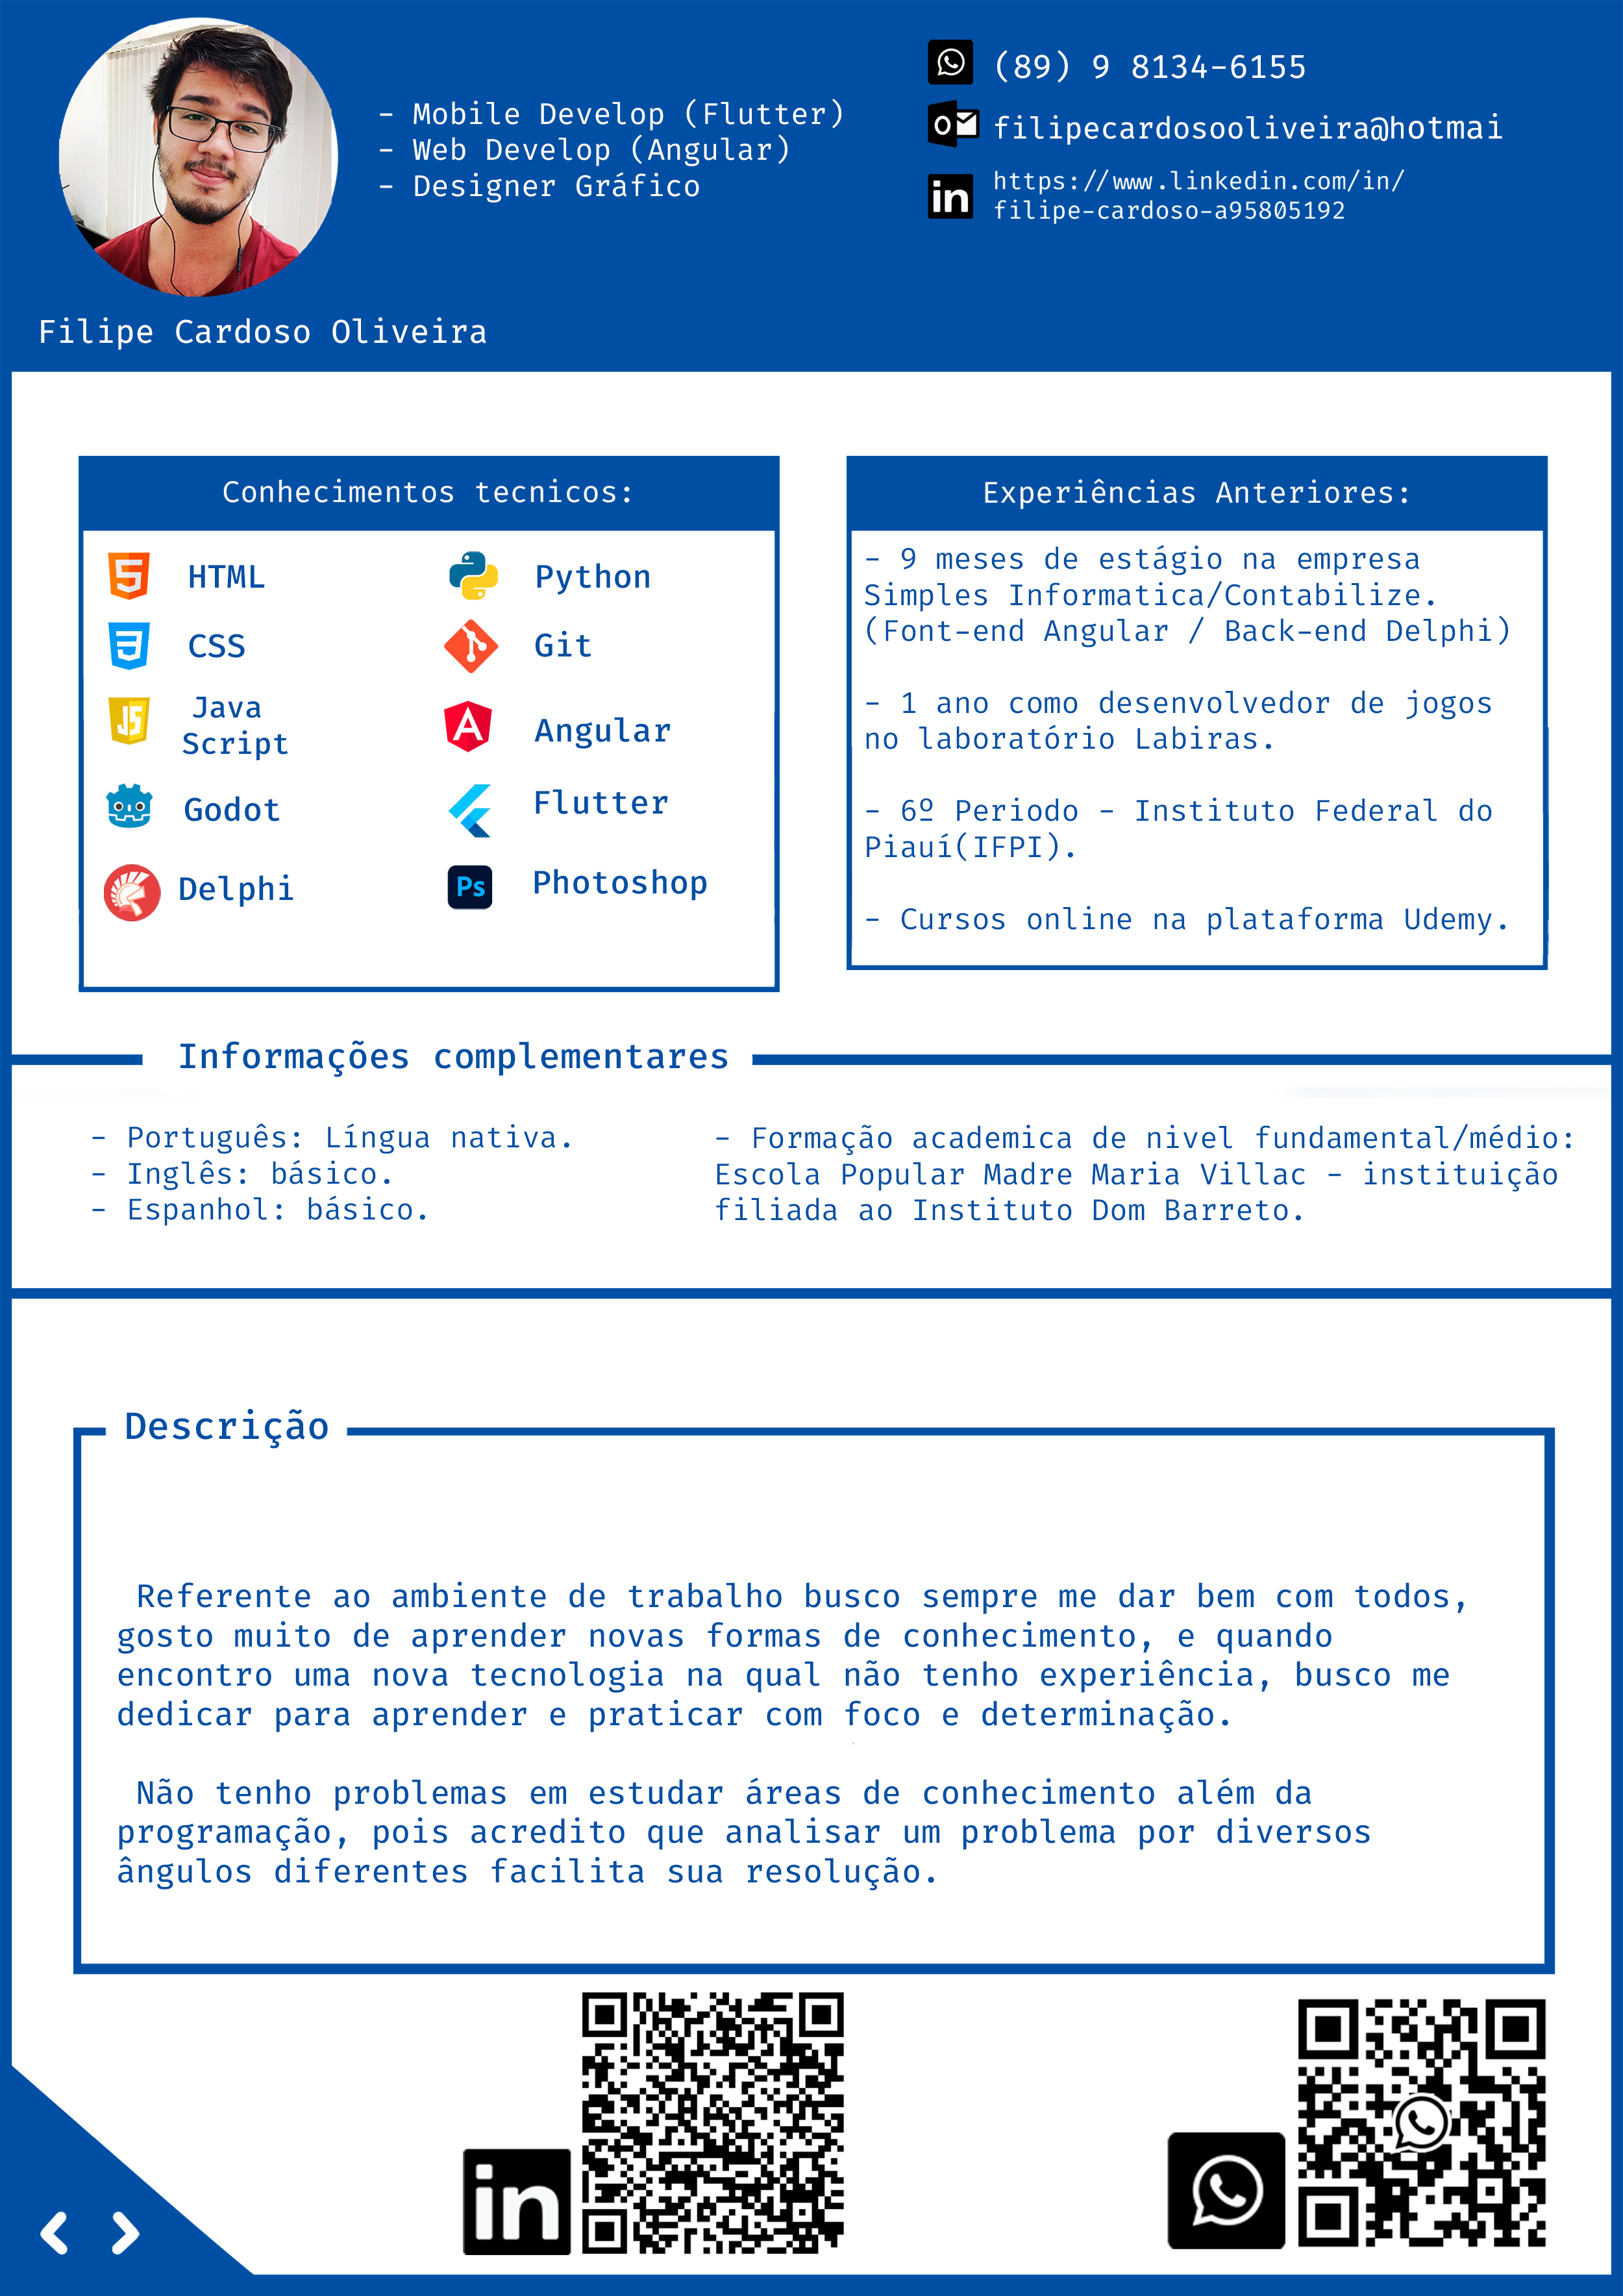 - Mobile Develop (Flutter)
- Web Develop (Angular)
- Designer Gráfico
(89) 9 8134-6155
filipecardosooliveira@hotmai
https://www.linkedin.com/in/
filipe-cardoso-a95805192
Filipe Cardoso Oliveira
Conhecimentos tecnicos:
HTML
CSS
JS
Java
Script
Godot
Delphi
Python
Git
Angular
Flutter
Ps
Photoshop
Experiências Anteriores:
- 9 meses de estágio na empresa
Simples Informatica/Contabilize.
(Font-end Angular / Back-end Delphi)
- 1 ano como desenvolvedor de jogos
no laboratório Labiras.
- 6º Periodo - Instituto Federal do
Piauí(IFPI).
- Cursos online na plataforma Udemy.
Informações complementares
- Português: Língua nativa.
- Inglês: básico.
- Espanhol: básico.
- Formação academica de nivel fundamental/médio:
Escola Popular Madre Maria Villac - instituição
filiada ao Instituto Dom Barreto.
Descrição
Referente ao ambiente de trabalho busco sempre me dar bem com todos,
gosto muito de aprender novas formas de conhecimento, e quando
encontro uma nova tecnologia na qual não tenho experiência, busco me
dedicar para aprender e praticar com foco e determinação.
Não tenho problemas em estudar áreas de conhecimento além da
programação, pois acredito que analisar um problema por diversos
ângulos diferentes facilita sua resolução.
in